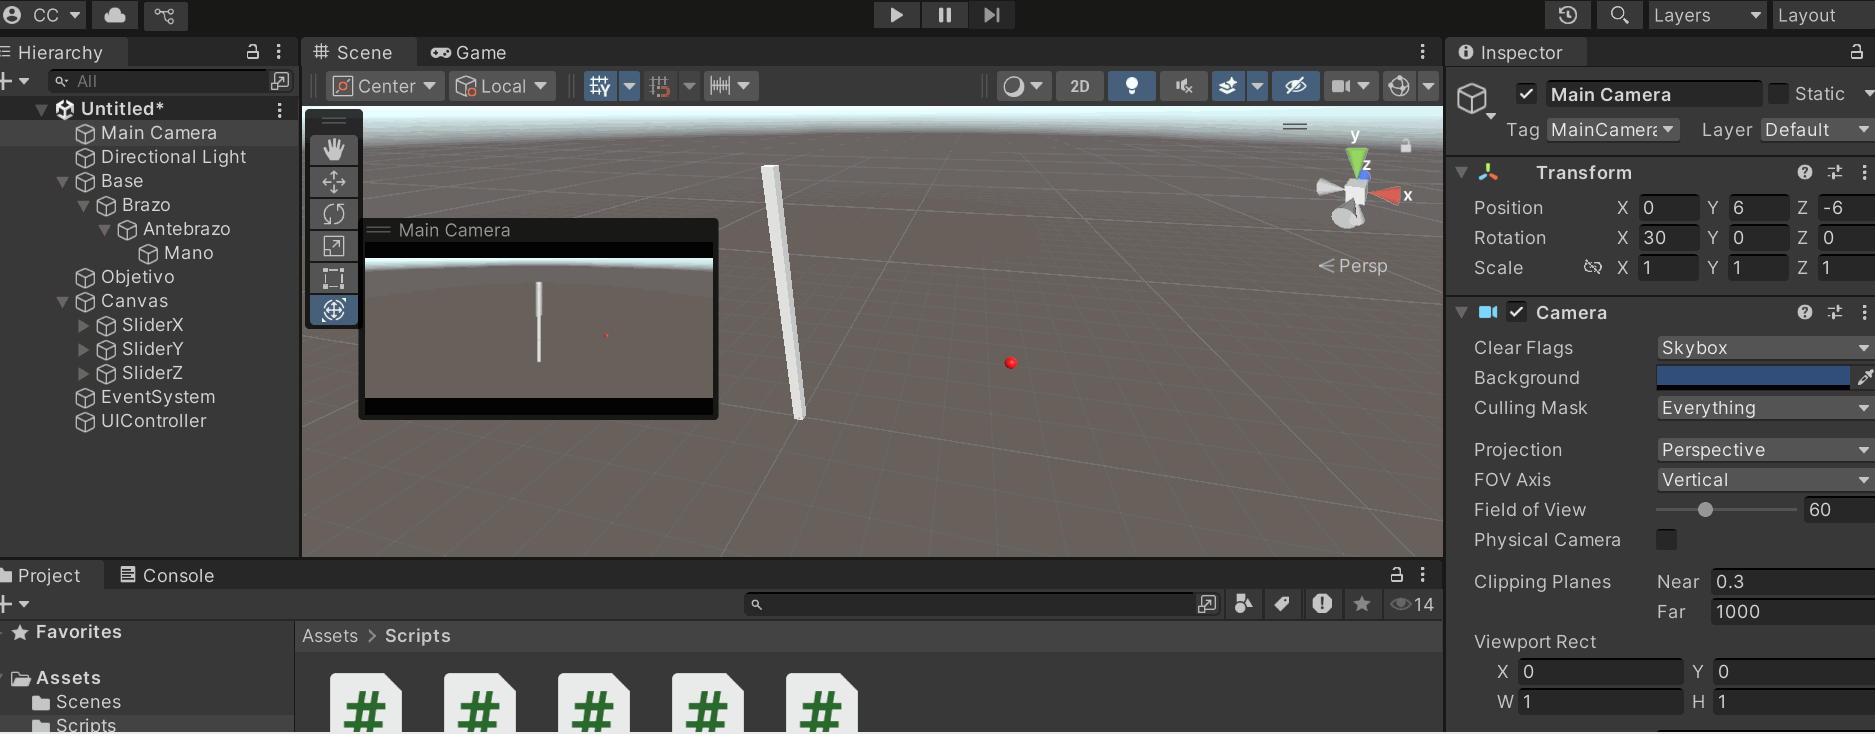 CC
Layers
Layout
Hierarchy
All
Untitled*
Main Camera
Directional Light
Base
Brazo
Antebrazo
Mano
Objetivo
Canvas
SliderX
SliderY
SliderZ
EventSystem
UIController
Scene
Game
Center
Local
2D
y
z
x
Persp
Main Camera
Inspector
Main Camera
Static
Tag MainCamera
Layer Default
Transform
Position X 0 Y 6 Z -6
Rotation X 30 Y 0 Z 0
Scale X 1 Y 1 Z 1
Camera
Clear Flags Skybox
Background
Culling Mask Everything
Projection Perspective
FOV Axis Vertical
Field of View 60
Physical Camera
Clipping Planes Near 0.3
Far 1000
Viewport Rect
X 0 Y 0
W 1 H 1
Project
Console
14
Favorites
Assets
Scenes
Scripts
Assets > Scripts
# # # # #